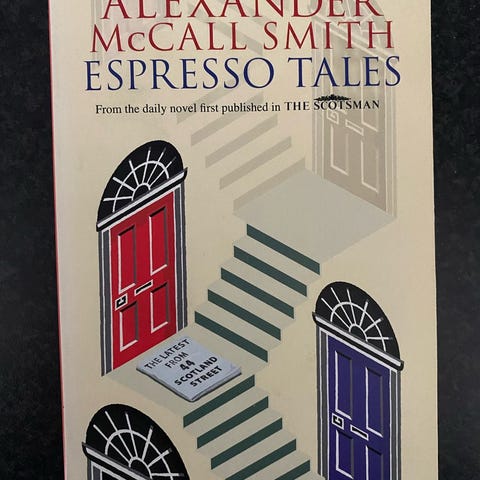 ALEXANDER
McCALL SMITH
ESPRESSO TALES
From the daily novel first published in THE SCOTSMAN
THE LATEST
FROM
44
SCOTLAND
STREET